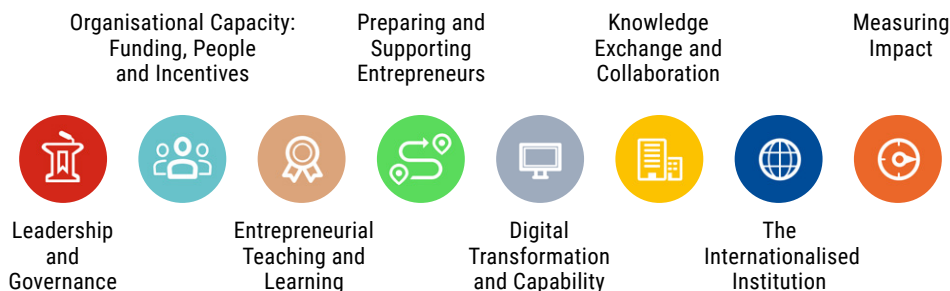 Organisational Capacity:
Funding, People
and Incentives
Preparing and
Supporting
Entrepreneurs
Knowledge
Exchange and
Collaboration
Measuring
Impact
Leadership
and
Governance
Entrepreneurial
Teaching and
Learning
Digital
Transformation
and Capability
The
Internationalised
Institution